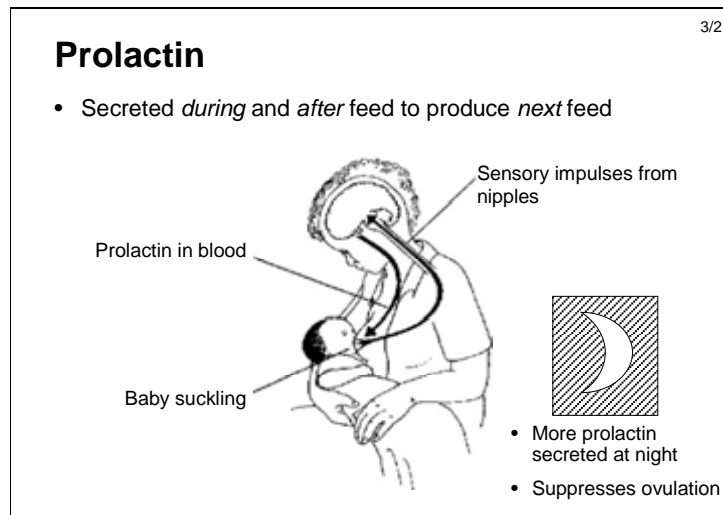 3/2
Prolactin
• Secreted during and after feed to produce next feed
Sensory impulses from
nipples
Prolactin in blood
Baby suckling
• More prolactin
secreted at night
• Suppresses ovulation